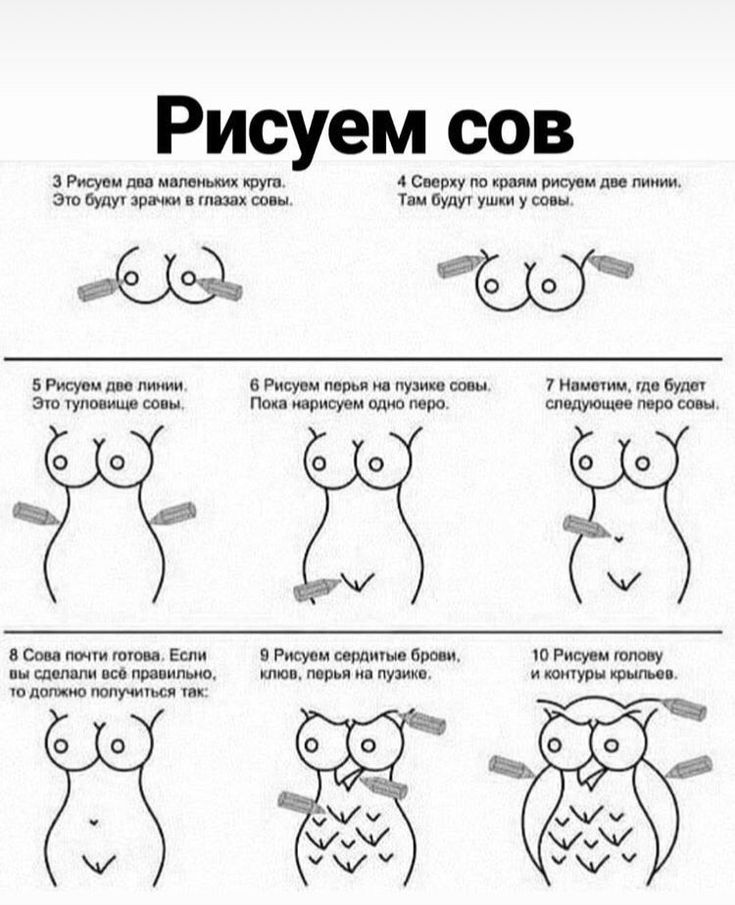 Рисуем сов
3 Рисуем два маленьких круга.
Это будут зрачки в глазах совы.
4 Сверху по краям рисуем две линии.
Там будут ушки у совы.
5 Рисуем две линии.
Это туловище совы.
6 Рисуем перья на пузике совы.
Пока нарисуем одно перо.
7 Наметим, где будет
следующее перо совы.
8 Сова почти готова. Если
вы сделали всё правильно,
то должно получиться так:
9 Рисуем сердитые брови,
клюв, перья на пузике.
10 Рисуем голову
и контуры крыльев.